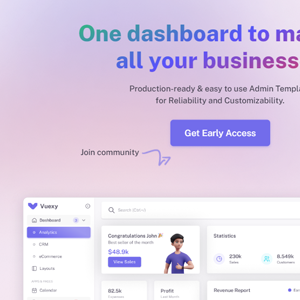 One dashboard to ma
all your business
Production-ready & easy to use Admin Templa
for Reliability and Customizability.
Get Early Access
Join community
Vuexy
Search (Ctrl+/)
Dashboard
Analytics
CRM
eCommerce
Layouts
Calendar
Congratulations John 🎉
Best seller of the month
$48.9k
View Sales
Statistics
230k
Sales
8.549k
Customers
82.5k
Profit
Last Month
Revenue Report